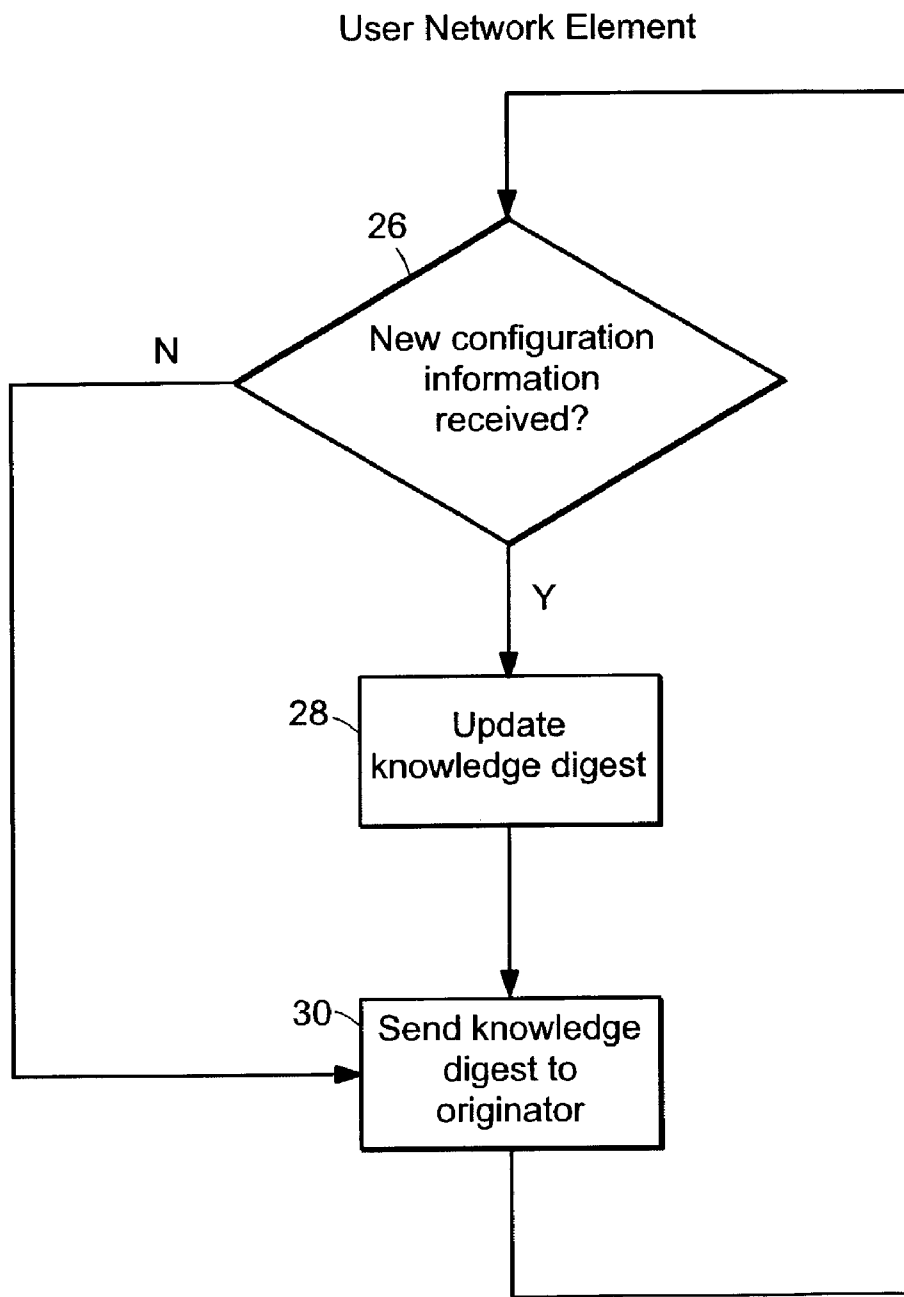 User Network Element
26
N
New configuration
information
received?
Y
28
Update
knowledge digest
30
Send knowledge
digest to
originator